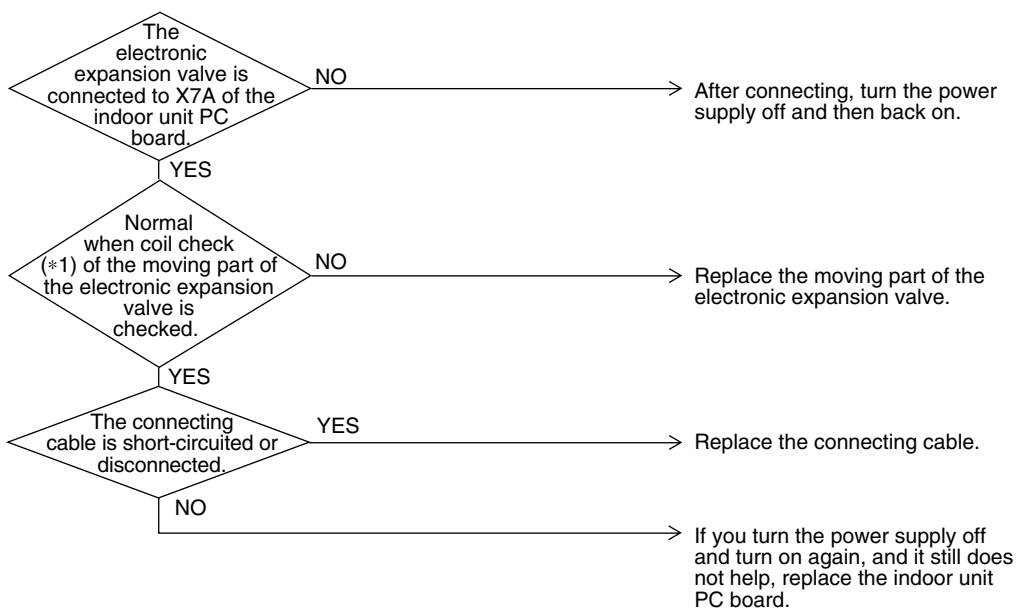 The
electronic
expansion valve is
connected to X7A of the
indoor unit PC
board.
NO
After connecting, turn the power
supply off and then back on.
YES
Normal
when coil check
(*1) of the moving part of
the electronic expansion
valve is
checked.
NO
Replace the moving part of the
electronic expansion valve.
YES
The connecting
cable is short-circuited or
disconnected.
YES
Replace the connecting cable.
NO
If you turn the power supply off
and turn on again, and it still does
not help, replace the indoor unit
PC board.